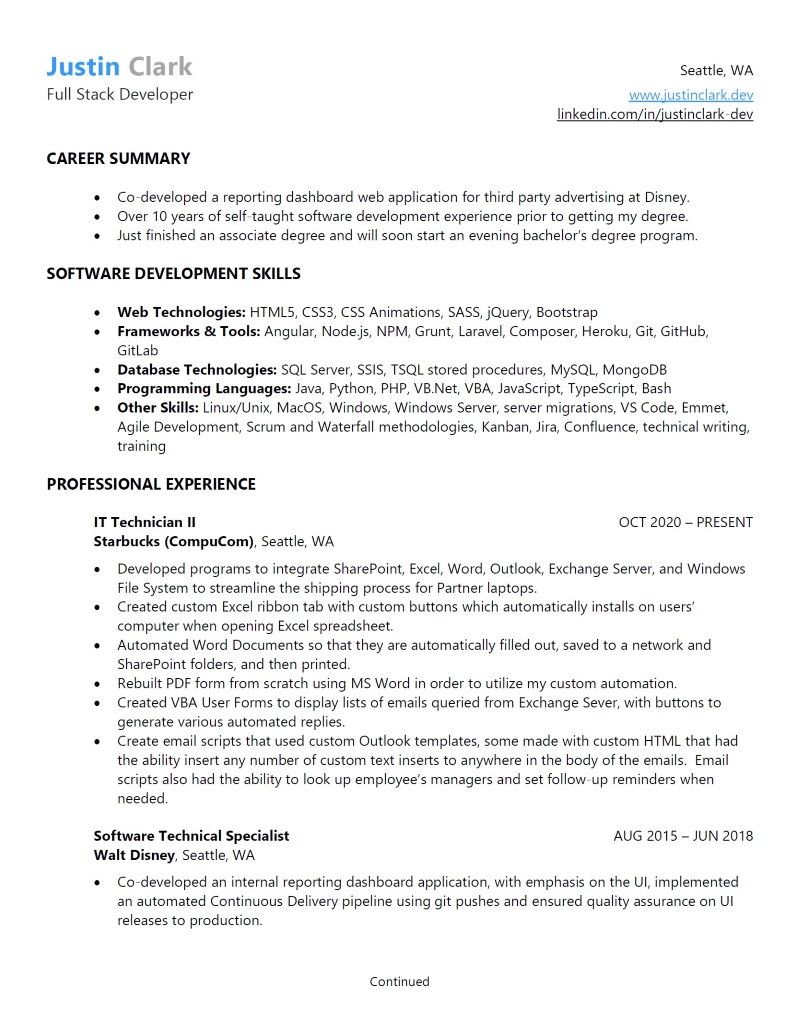 Justin Clark
Seattle, WA
Full Stack Developer
www.justinclark.dev
linkedin.com/in/justinclark-dev
CAREER SUMMARY
• Co-developed a reporting dashboard web application for third party advertising at Disney.
• Over 10 years of self-taught software development experience prior to getting my degree.
• Just finished an associate degree and will soon start an evening bachelor's degree program.
SOFTWARE DEVELOPMENT SKILLS
• Web Technologies: HTML5, CSS3, CSS Animations, SASS, jQuery, Bootstrap
• Frameworks & Tools: Angular, Node.js, NPM, Grunt, Laravel, Composer, Heroku, Git, GitHub,
GitLab
• Database Technologies: SQL Server, SSIS, TSQL stored procedures, MySQL, MongoDB
• Programming Languages: Java, Python, PHP, VB.Net, VBA, JavaScript, TypeScript, Bash
• Other Skills: Linux/Unix, MacOS, Windows, Windows Server, server migrations, VS Code, Emmet,
Agile Development, Scrum and Waterfall methodologies, Kanban, Jira, Confluence, technical writing,
training
PROFESSIONAL EXPERIENCE
IT Technician II OCT 2020 – PRESENT
Starbucks (CompuCom), Seattle, WA
• Developed programs to integrate SharePoint, Excel, Word, Outlook, Exchange Server, and Windows
File System to streamline the shipping process for Partner laptops.
• Created custom Excel ribbon tab with custom buttons which automatically installs on users'
computer when opening Excel spreadsheet.
• Automated Word Documents so that they are automatically filled out, saved to a network and
SharePoint folders, and then printed.
• Rebuilt PDF form from scratch using MS Word in order to utilize my custom automation.
• Created VBA User Forms to display lists of emails queried from Exchange Sever, with buttons to
generate various automated replies.
• Create email scripts that used custom Outlook templates, some made with custom HTML that had
the ability insert any number of custom text inserts to anywhere in the body of the emails.  Email
scripts also had the ability to look up employee's managers and set follow-up reminders when
needed.
Software Technical Specialist AUG 2015 – JUN 2018
Walt Disney, Seattle, WA
• Co-developed an internal reporting dashboard application, with emphasis on the UI, implemented
an automated Continuous Delivery pipeline using git pushes and ensured quality assurance on UI
releases to production.
Continued